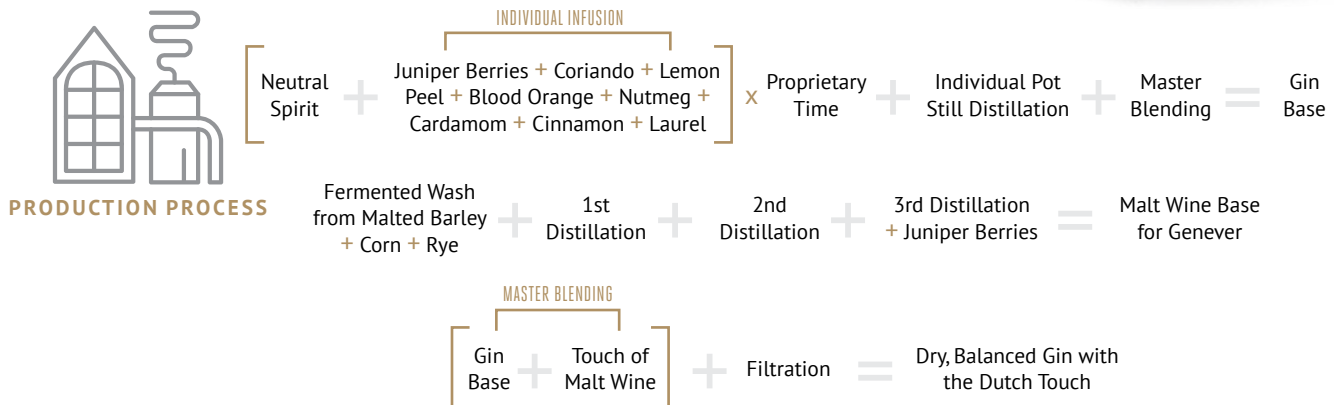 INDIVIDUAL INFUSION
Neutral
Spirit
+
Juniper Berries + Coriando + Lemon
Peel + Blood Orange + Nutmeg +
Cardamom + Cinnamon + Laurel
x
Proprietary
Time
+
Individual Pot
Still Distillation
+
Master
Blending
=
Gin
Base
PRODUCTION PROCESS
Fermented Wash
from Malted Barley
+ Corn + Rye
+
1st
Distillation
+
2nd
Distillation
+
3rd Distillation
+ Juniper Berries
=
Malt Wine Base
for Genever
MASTER BLENDING
Gin
Base
+
Touch of
Malt Wine
+
Filtration
=
Dry, Balanced Gin with
the Dutch Touch